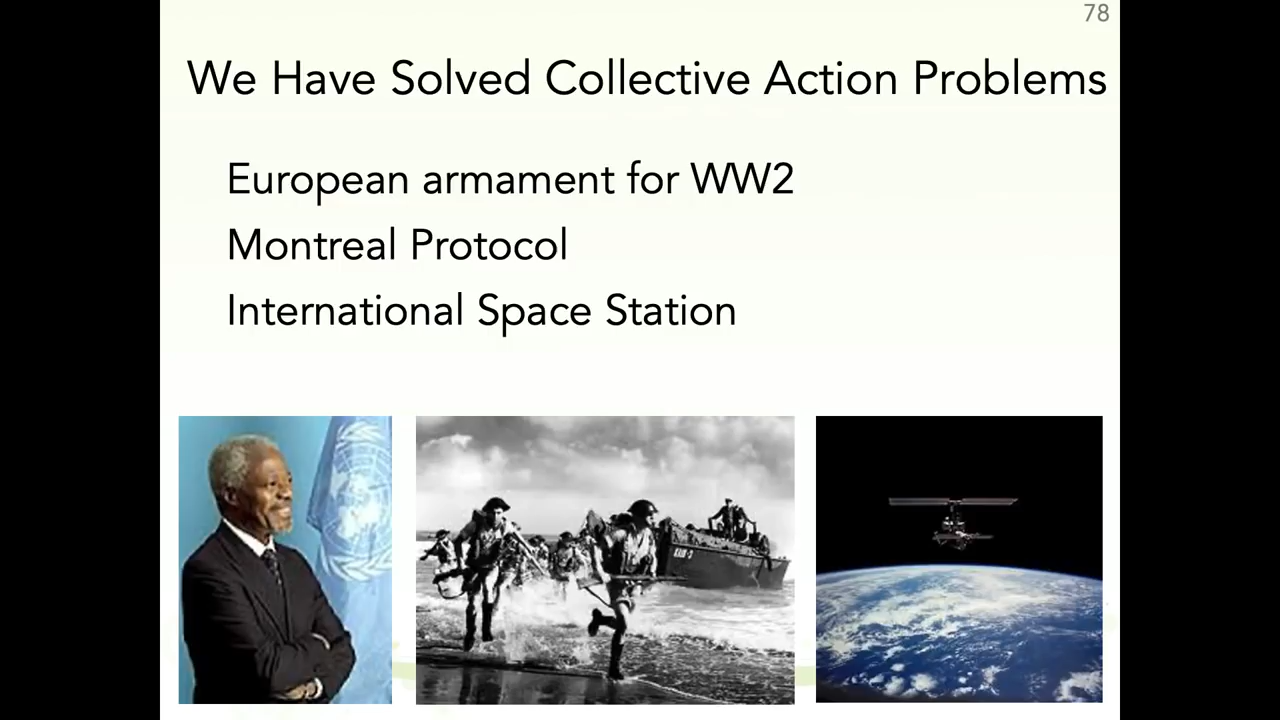 78
We Have Solved Collective Action Problems
European armament for WW2
Montreal Protocol
International Space Station